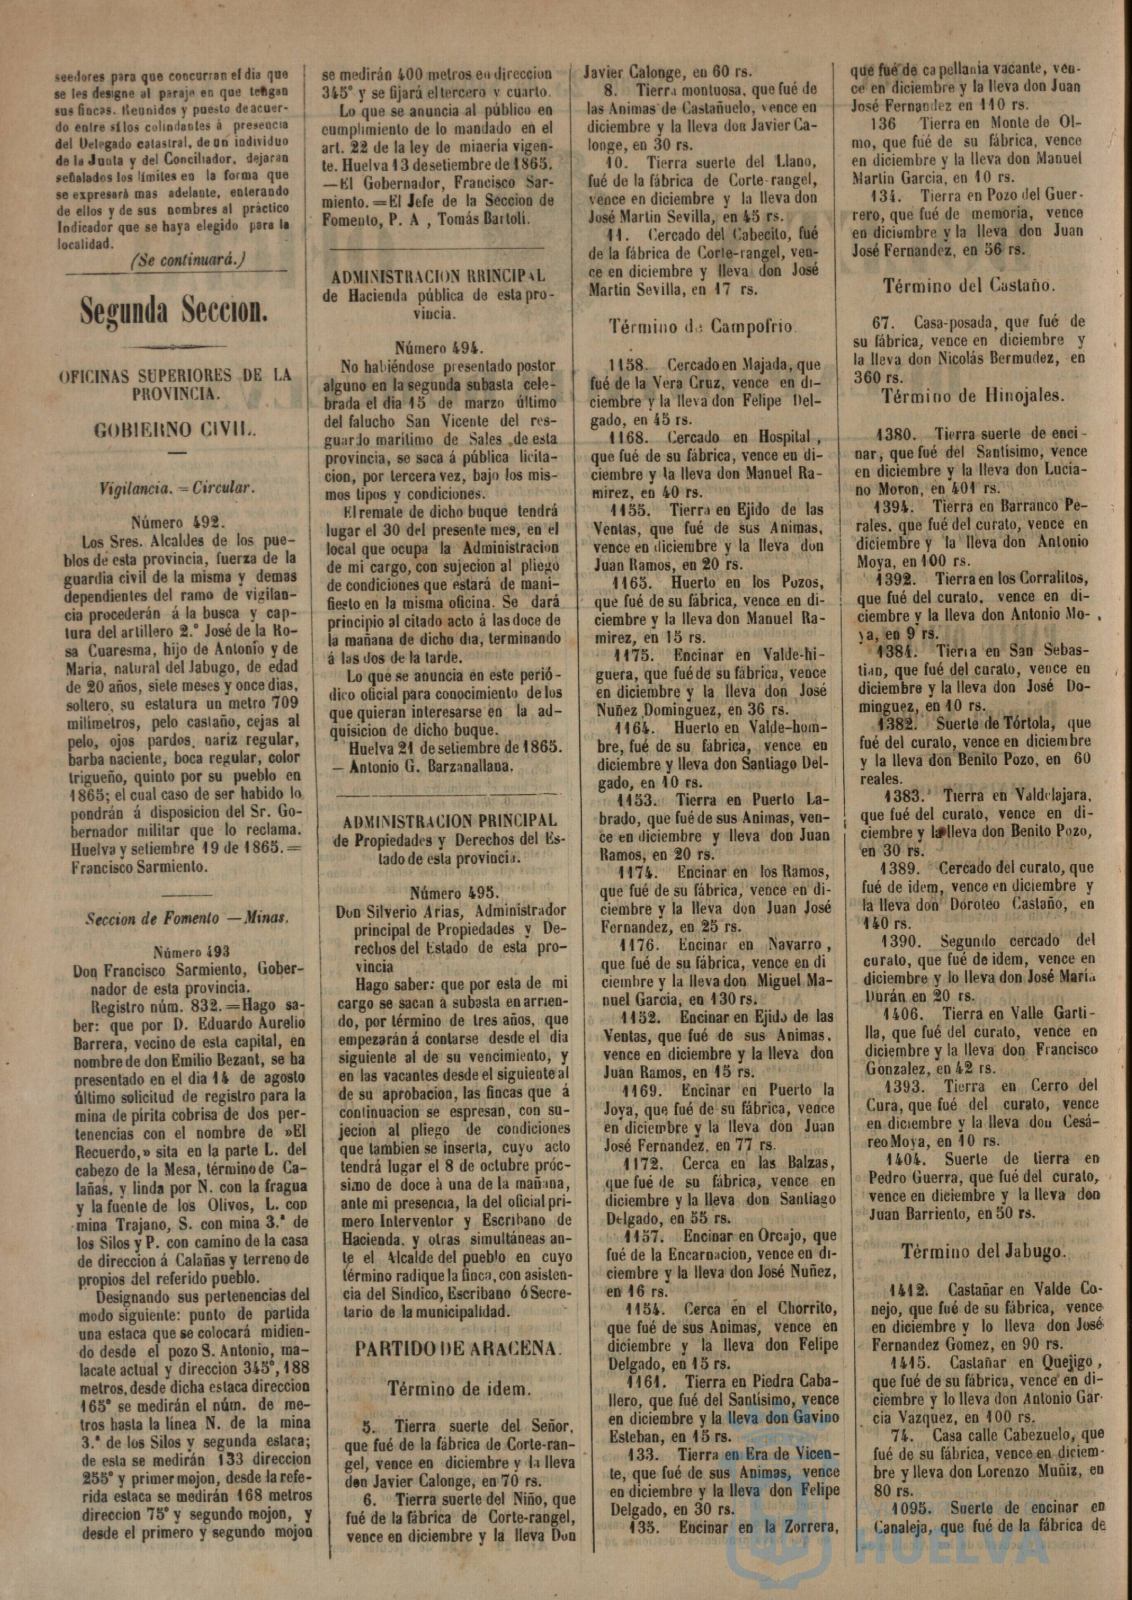 seedores para que concurran el dia que
se les designe al paraje en que tengan
sus fincas. Reunidos y puesto de acuer-
do entre si los colindantes á presencia
del Delegado catastral, de un individuo
de la Junta y del Conciliador, dejarán
señalados los límites en la forma que
se expresará mas adelante, enterando
de ellos y de sus nombres al práctico
Indicador que se haya elegido para la
localidad.
(Se continuará.)
Segunda Seccion.
OFICINAS SUPERIORES DE LA
PROVINCIA.
GOBIERNO CIVIL.
Vigilancia. = Circular.
Número 492.
Los Sres. Alcaldes de los pue-
blos de esta provincia, fuerza de la
guardia civil de la misma y demas
dependientes del ramo de vigilan-
cia procederán á la busca y cap-
tura del artillero 2.° José de la Ro-
sa Cuaresma, hijo de Antonio y de
María, natural del Jabugo, de edad
de 20 años, siete meses y once dias,
soltero, su estatura un metro 709
milímetros, pelo castaño, cejas al
pelo, ojos pardos, nariz regular,
barba naciente, boca regular, color
trigueño, quinto por su pueblo en
1865; el cual caso de ser habido lo
pondrán á disposicion del Sr. Go-
bernador militar que lo reclama.
Huelva y setiembre 19 de 1865.=
Francisco Sarmiento.
Seccion de Fomento —Minas.
Número 493
Don Francisco Sarmiento, Gober-
nador de esta provincia.
Registro núm. 832.=Hago sa-
ber: que por D. Eduardo Aurelio
Barrera, vecino de esta capital, en
nombre de don Emilio Bezant, se ha
presentado en el dia 14 de agosto
último solicitud de registro para la
mina de pirita cobrisa de dos per-
tenencias con el nombre de »El
Recuerdo,» sita en la parte L. del
cabezo de la Mesa, término de Ca-
lañas, y linda por N. con la fragua
y la fuente de los Olivos, L. con
mina Trajano, S. con mina 3.ª de
los Silos y P. con camino de la casa
de direccion á Calañas y terreno de
propios del referido pueblo.
Designando sus pertenencias del
modo siguiente: punto de partida
una estaca que se colocará midien-
do desde el pozo S. Antonio, ma-
lacate actual y direccion 345°, 188
metros, desde dicha estaca direccion
165° se medirán el núm. de me-
tros hasta la línea N. de la mina
3.ª de los Silos y segunda estaca;
de esta se medirán 133 direccion
255° y primer mojon, desde la refe-
rida estaca se medirán 168 metros
direccion 75° y segundo mojon, y
desde el primero y segundo mojon
se medirán 400 metros en direccion
345° y se fijará el tercero y cuarto.
Lo que se anuncia al público en
cumplimiento de lo mandado en el
art. 22 de la ley de miaería vigen-
te. Huelva 13 de setiembre de 1865.
—El Gobernador, Francisco Sar-
miento.=El Jefe de la Seccion de
Fomento, P. A , Tomás Bartoli.
ADMINISTRACION RRINCIPAL
de Hacienda pública de esta pro-
vincia.
Número 494.
No habiéndose presentado postor
alguno en la segunda subasta cele-
brada el dia 15 de marzo último
del falucho San Vicente del res-
guardo marítimo de Sales de esta
provincia, se saca á pública licita-
cion, por tercera vez, bajo los mis-
mos tipos y condiciones.
El remate de dicho buque tendrá
lugar el 30 del presente mes, en el
local que ocupa la Administracion
de mi cargo, con sujecion al pliego
de condiciones que estará de mani-
fiesto en la misma oficina. Se dará
principio al citado acto á las doce de
la mañana de dicho dia, terminando
á las dos de la tarde.
Lo que se anuncia en este perió-
dico oficial para conocimiento de los
que quieran interesarse en la ad-
quisicion de dicho buque.
Huelva 21 de setiembre de 1865.
— Antonio G. Barzanallana.
ADMINISTRACION PRINCIPAL
de Propiedades y Derechos del Es-
tado de esta provincia.
Número 495.
Don Silverio Arias, Administrador
principal de Propiedades y De-
rechos del Estado de esta pro-
vincia
Hago saber: que por esta de mi
cargo se sacan á subasta en arrien-
do, por término de tres años, que
empezarán á contarse desde el dia
siguiente al de su vencimiento, y
en las vacantes desde el siguiente al
de su aprobacion, las fincas que á
continuacion se espresan, con su-
jecion al pliego de condiciones
que tambien se inserta, cuyo acto
tendrá lugar el 8 de octubre próc-
simo de doce á una de la mañana,
ante mi presencia, la del oficial pri-
mero Interventor y Escribano de
Hacienda, y otras simultáneas an-
te el Alcalde del pueblo en cuyo
término radique la finca, con asisten-
cia del Síndico, Escribano ó Secre-
tario de la municipalidad.
PARTIDO DE ARACENA.
Término de idem.
5. Tierra suerte del Señor,
que fué de la fábrica de Corte-ran-
gel, vence en diciembre y la lleva
don Javier Calonge, en 70 rs.
6. Tierra suerte del Niño, que
fué de la fábrica de Corte-rangel,
vence en diciembre y la lleva Don
Javier Calonge, en 60 rs.
8. Tierra montuosa, que fué de
las Animas de Castañuelo, vence en
diciembre y la lleva don Javier Ca-
longe, en 30 rs.
10. Tierra suerte del Llano,
fué de la fábrica de Corte-rangel,
vence en diciembre y la lleva don
José Martin Sevilla, en 45 rs.
11. Cercado del Cabecito, fué
de la fábrica de Corte-rangel, ven-
ce en diciembre y lleva don José
Martin Sevilla, en 17 rs.
Término de Campofrio.
1158. Cercado en Majada, que
fué de la Vera Cruz, vence en di-
ciembre y la lleva don Felipe Del-
gado, en 45 rs.
1168. Cercado en Hospital ,
que fué de su fábrica, vence en di-
ciembre y la lleva don Manuel Ra-
mirez, en 40 rs.
1155. Tierra en Ejido de las
Ventas, que fué de sus Animas,
vence en diciembre y la lleva don
Juan Ramos, en 20 rs.
1165. Huerto en los Pozos,
que fué de su fábrica, vence en di-
ciembre y la lleva don Manuel Ra-
mirez, en 15 rs.
1175. Encinar en Valde-hi-
guera, que fué de su fábrica, vence
en diciembre y la lleva don José
Nuñez Dominguez, en 36 rs.
1164. Huerto en Valde-hom-
bre, fué de su fábrica, vence en
diciembre y lleva don Santiago Del-
gado, en 10 rs.
1153. Tierra en Puerto La-
brado, que fué de sus Animas, ven-
ce en diciembre y lleva don Juan
Ramos, en 20 rs.
1174. Encinar en los Ramos,
que fué de su fábrica, vence en di-
ciembre y la lleva don Juan José
Fernandez, en 25 rs.
1176. Encinar en Navarro ,
que fué de su fábrica, vence en di
ciembre y la lleva don Miguel Ma-
nuel Garcia, en 130 rs.
1152. Encinar en Ejido de las
Ventas, que fué de sus Animas.
vence en diciembre y la lleva don
Juan Ramos, en 15 rs.
1169. Encinar en Puerto la
Joya, que fué de su fábrica, vence
en diciembre y la lleva don Juan
José Fernandez, en 77 rs.
1172. Cerca en las Balzas,
que fué de su fábrica, vence en
diciembre y la lleva don Santiago
Delgado, en 55 rs.
1157. Encinar en Orcajo, que
fué de la Encarnacion, vence en di-
ciembre y la lleva don José Nuñez,
en 16 rs.
1154. Cerca en el Chorrito,
que fué de sus Animas, vence en
diciembre y la lleva don Felipe
Delgado, en 15 rs.
1161. Tierra en Piedra Caba-
llero, que fué del Santísimo, vence
en diciembre y la lleva don Gavino
Esteban, en 15 rs.
133. Tierra en Era de Vicen-
te, que fué de sus Animas, vence
en diciembre y la lleva don Felipe
Delgado, en 30 rs.
135. Encinar en la Zorrera,
que fué de capellania vacante, ven-
ce en diciembre y la lleva don Juan
José Fernandez en 110 rs.
136 Tierra en Monte de Ol-
mo, que fué de su fábrica, vence
en diciembre y la lleva don Manuel
Martin Garcia, en 10 rs.
134. Tierra en Pozo del Guer-
rero, que fué de memoria, vence
en diciembre y la lleva don Juan
José Fernandez, en 56 rs.
Término del Castaño.
67. Casa-posada, que fué de
su fábrica, vence en diciembre y
la lleva don Nicolás Bermudez, en
360 rs.
Término de Hinojales.
1380. Tierra suerte de enci-
nar, que fué del Santísimo, vence
en diciembre y la lleva don Lucia-
no Moron, en 401 rs.
1394. Tierra en Barranco Pe-
rales. que fué del curato, vence en
diciembre y la lleva don Antonio
Moya, en 100 rs.
1392. Tierra en los Corralitos,
que fué del curato, vence en di-
ciembre y la lleva don Antonio Mo-
ya, en 9 rs.
1384. Tierra en San Sebas-
tian, que fué del curato, vence en
diciembre y la lleva don José Do-
minguez, en 10 rs.
1382. Suerte de Tórtola, que
fué del curato, vence en diciembre
y la lleva don Benito Pozo, en 60
reales.
1383. Tierra en Valdelajara,
que fué del curato, vence en di-
ciembre y la lleva don Benito Pozo,
en 30 rs.
1389. Cercado del curato, que
fué de idem, vence en diciembre y
la lleva don Doroteo Castaño, en
140 rs.
1390. Segundo cercado del
curato, que fué de idem, vence en
diciembre y lo lleva don José María
Durán en 20 rs.
1406. Tierra en Valle Garti-
lla, que fué del curato, vence en
diciembre y la lleva don Francisco
Gonzalez, en 42 rs.
1393. Tierra en Cerro del
Cura, que fué del curato, vence
en diciembre y la lleva don Cesá-
reo Moya, en 10 rs.
1404. Suerte de tierra en
Pedro Guerra, que fué del curato,
vence en diciembre y la lleva don
Juan Barriento, en 50 rs.
Término del Jabugo.
1412. Castañar en Valde Co-
nejo, que fué de su fábrica, vence
en diciembre y lo lleva don José
Fernandez Gomez, en 90 rs.
1415. Castañar en Quejigo ,
que fué de su fábrica, vence en di-
ciembre y lo lleva don Antonio Gar-
cia Vazquez, en 100 rs.
74. Casa calle Cabezuelo, que
fué de su fábrica, vence en diciem-
bre y lleva don Lorenzo Muñiz, en
80 rs.
1095. Suerte de encinar en
Canaleja, que fué de la fábrica de
HUELVA